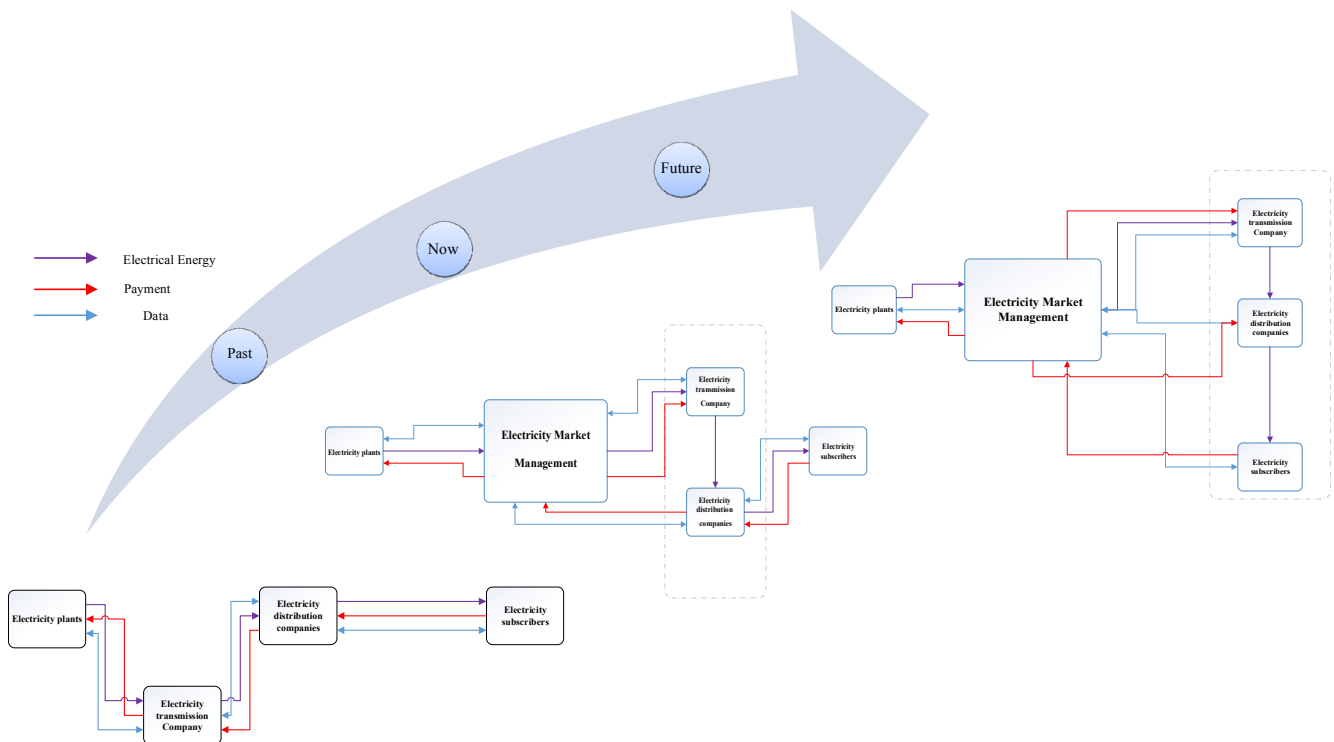 Future
Now
Past
Electrical Energy
Payment
Data
Electricity
transmission
Company
Electricity plants
Electricity Market
Management
Electricity
distribution
companies
Electricity
subscribers
Electricity
transmission
Company
Electricity plants
Electricity Market
Management
Electricity
subscribers
Electricity
distribution
companies
Electricity plants
Electricity
distribution
companies
Electricity
subscribers
Electricity
transmission
Company